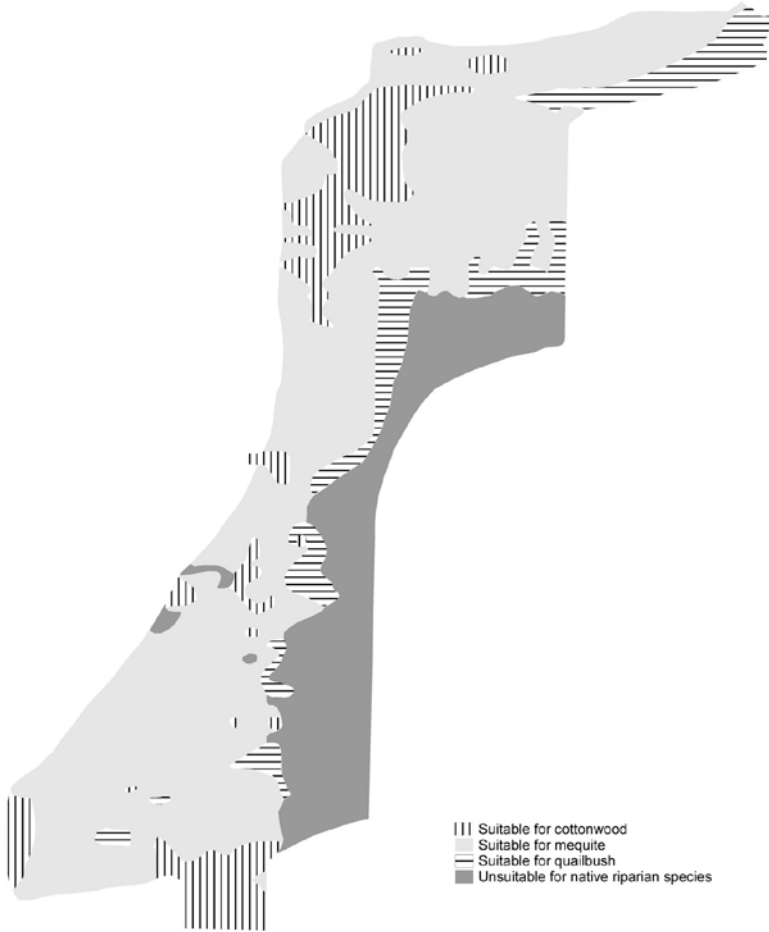 Suitable for cottonwood
Suitable for mequite
Suitable for quailbush
Unsuitable for native riparian species